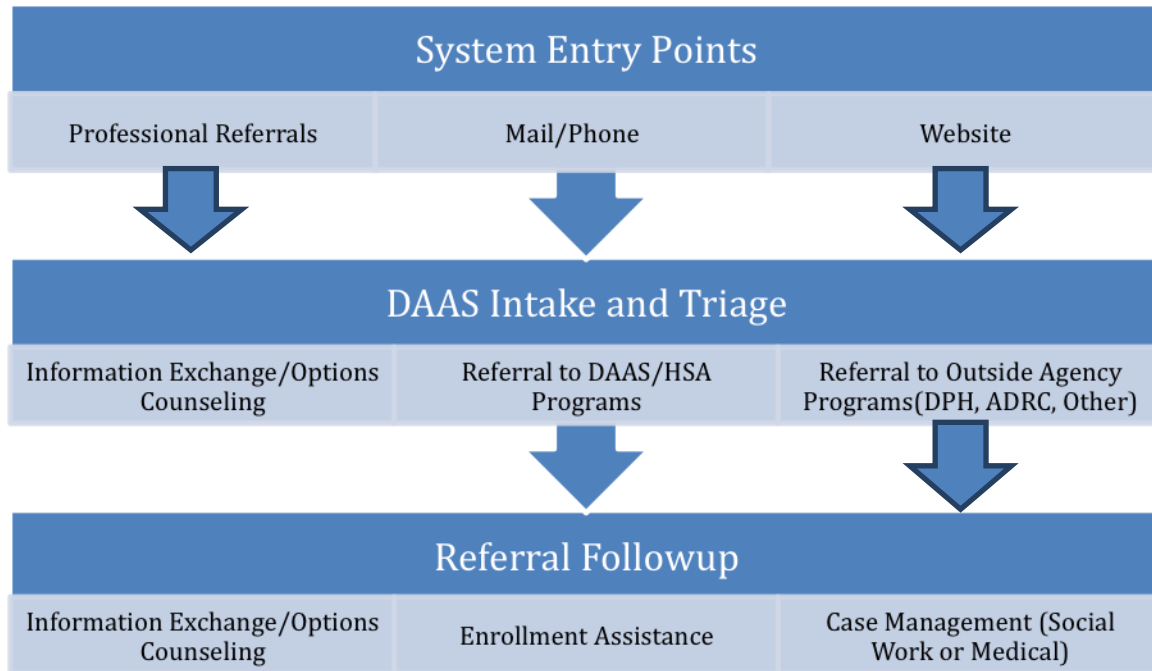 System Entry Points
Professional Referrals
Mail/Phone
Website
DAAS Intake and Triage
Information Exchange/Options
Counseling
Referral to DAAS/HSA
Programs
Referral to Outside Agency
Programs(DPH, ADRC, Other)
Referral Followup
Information Exchange/Options
Counseling
Enrollment Assistance
Case Management (Social
Work or Medical)